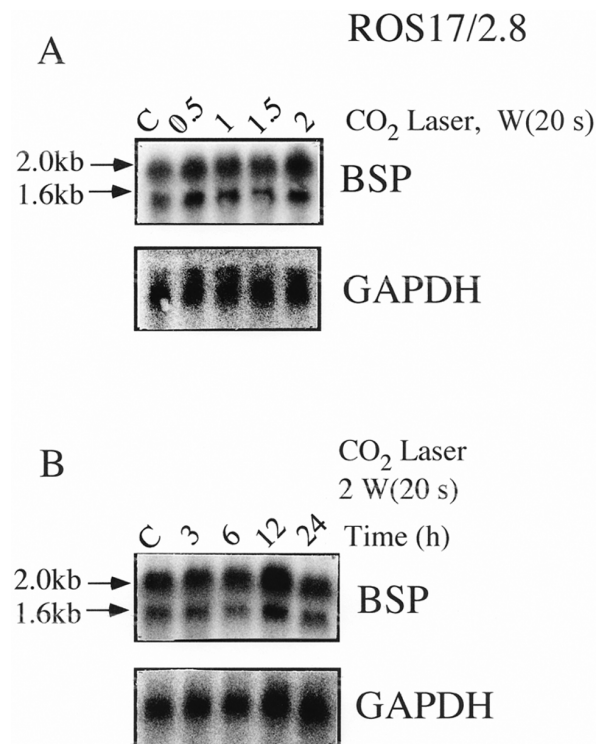 ROS17/2.8
A
C 0.5 1 1.5 2 CO2 Laser, W(20 s)
2.0kb
1.6kb
BSP
GAPDH
B
CO2 Laser
2 W(20 s)
C 3 6 12 24 Time (h)
2.0kb
1.6kb
BSP
GAPDH